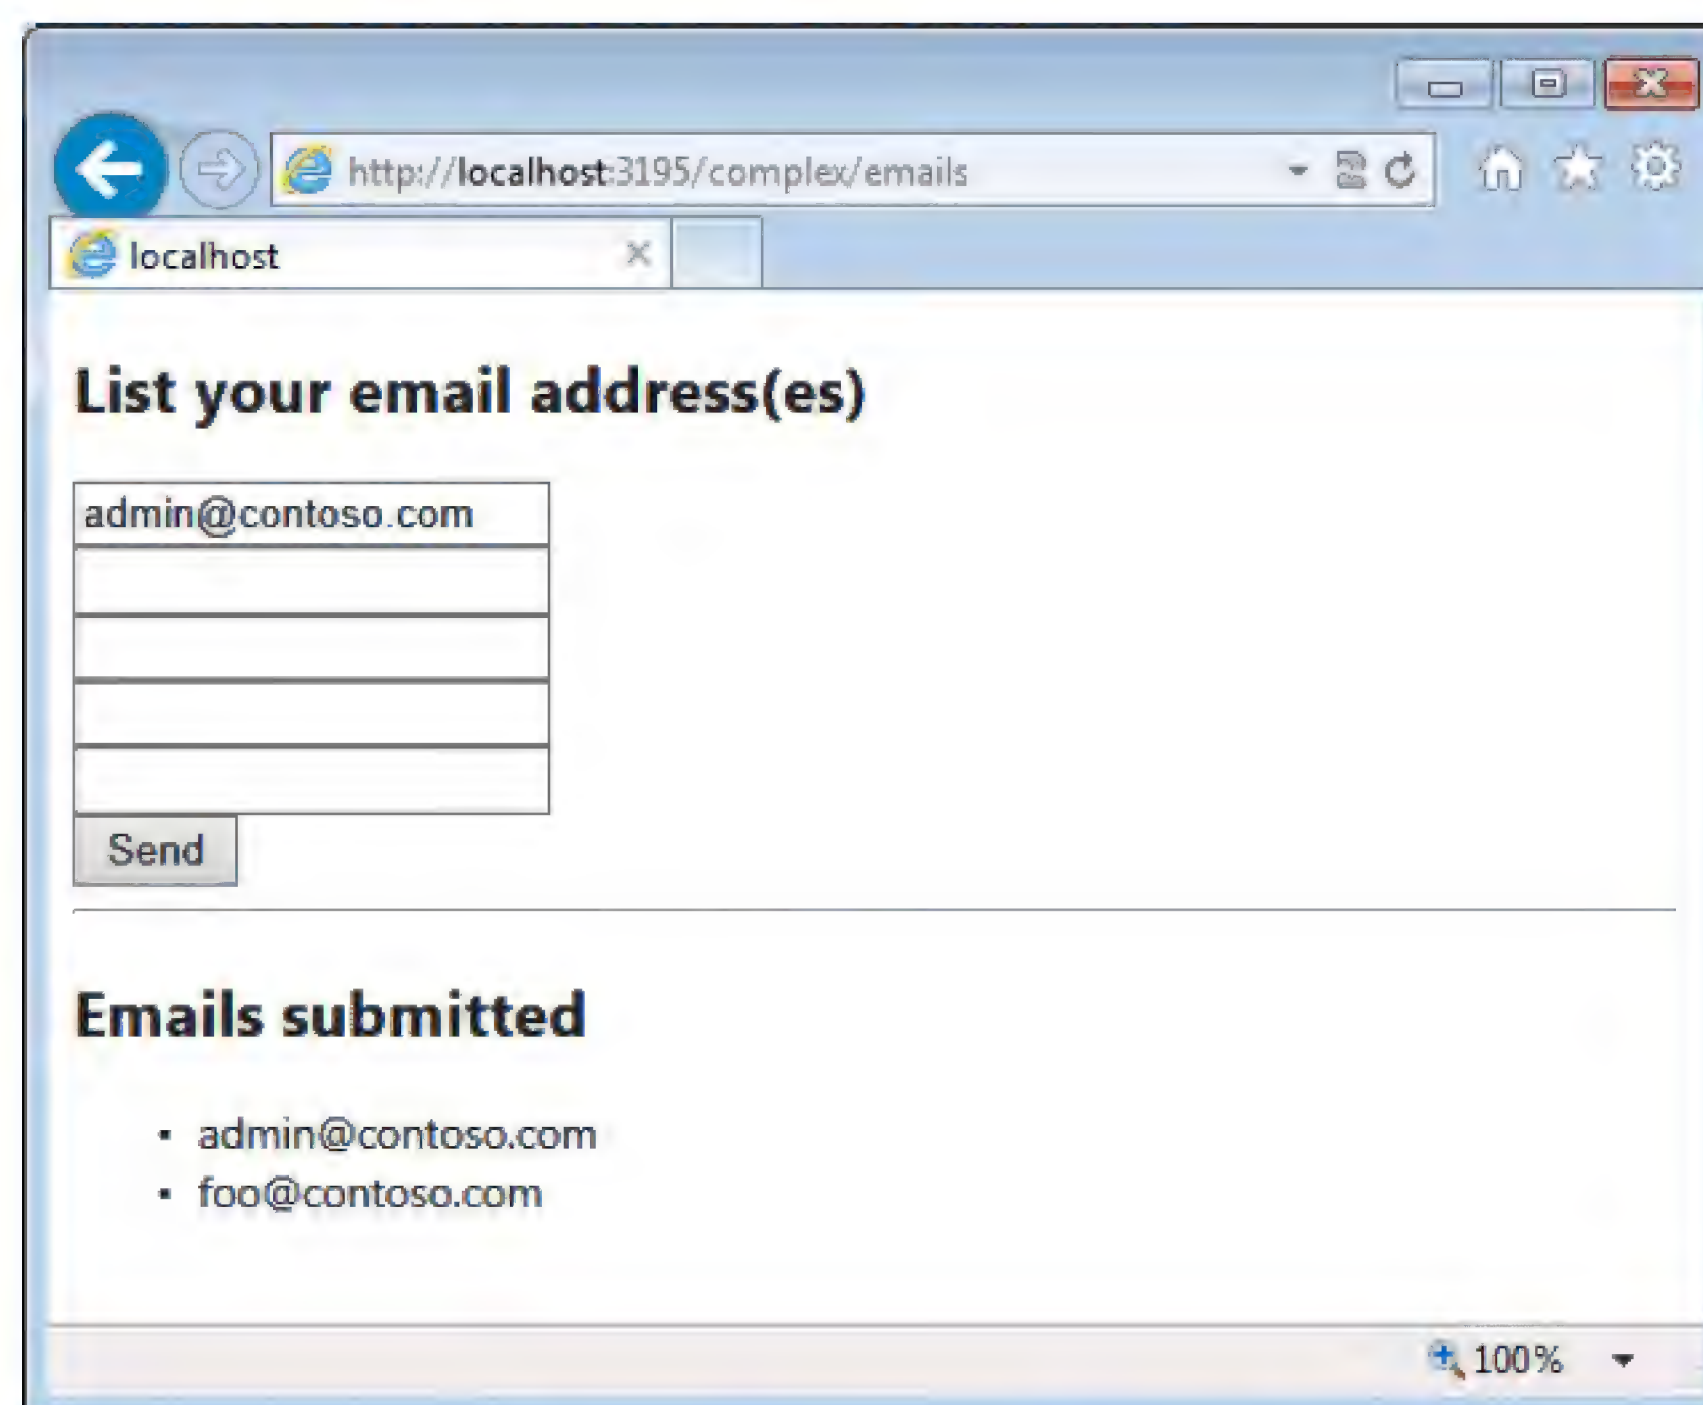 http://localhost:3195/complex/emails
localhost
List your email address(es)
admin@contoso.com
Send
Emails submitted
▪ admin@contoso.com
▪ foo@contoso.com
100%